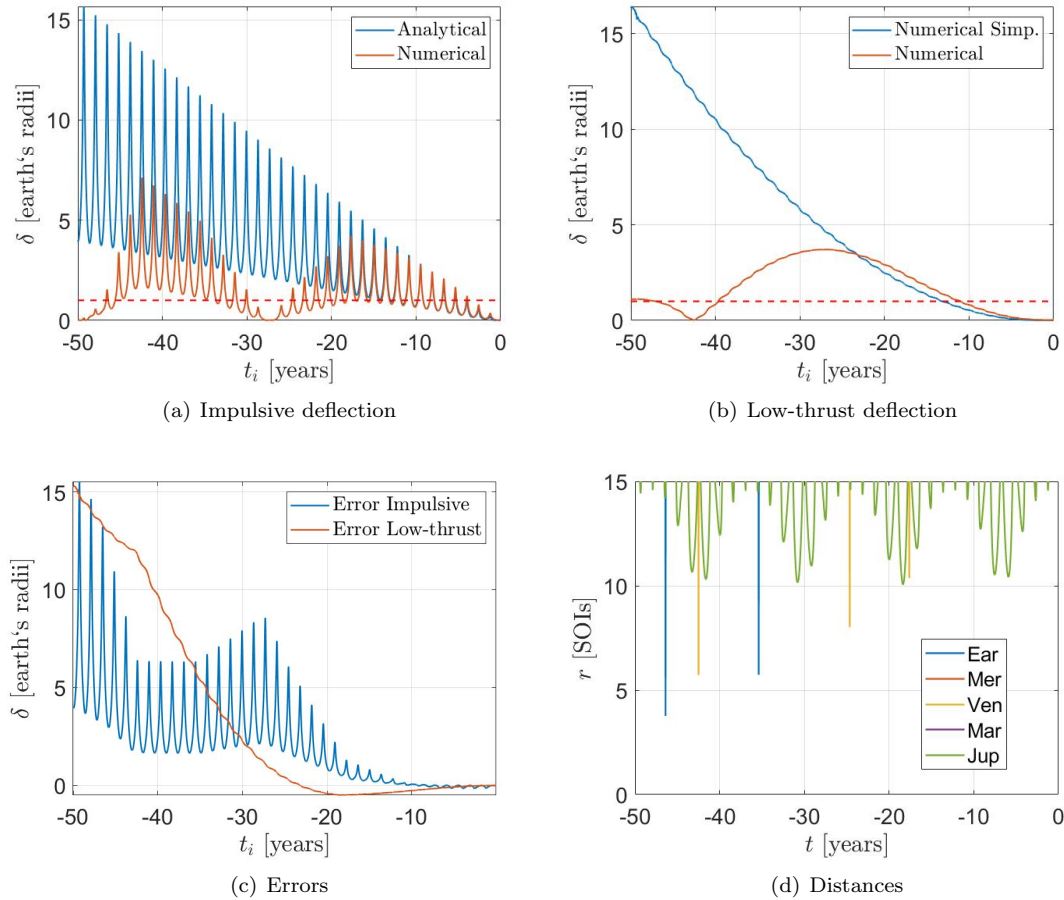 15
10
5
0
δ [earth‘s radii]
Analytical
Numerical
-50 -40 -30 -20 -10 0
t_i [years]
(a) Impulsive deflection
15
10
5
0
δ [earth‘s radii]
Numerical Simp.
Numerical
-50 -40 -30 -20 -10 0
t_i [years]
(b) Low-thrust deflection
15
10
5
0
δ [earth‘s radii]
Error Impulsive
Error Low-thrust
-50 -40 -30 -20 -10
t_i [years]
(c) Errors
15
10
5
0
r [SOIs]
Ear
Mer
Ven
Mar
Jup
-50 -40 -30 -20 -10 0
t [years]
(d) Distances